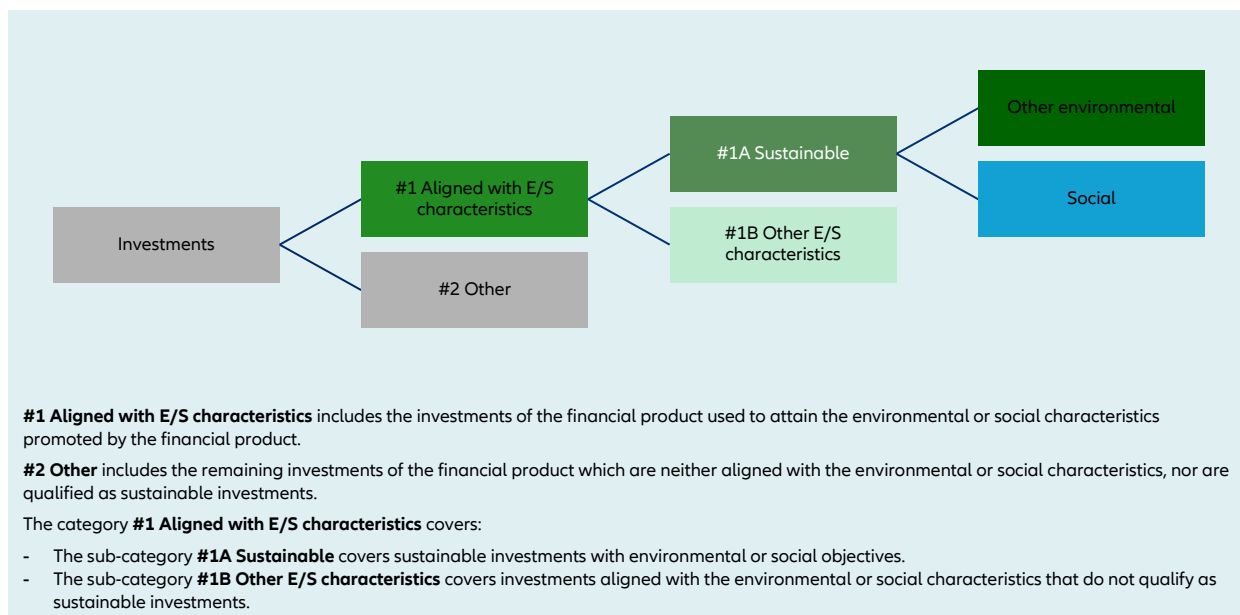 Other environmental
#1A Sustainable
#1 Aligned with E/S
characteristics
Social
Investments
#1B Other E/S
characteristics
#2 Other
#1 Aligned with E/S characteristics includes the investments of the financial product used to attain the environmental or social characteristics
promoted by the financial product.
#2 Other includes the remaining investments of the financial product which are neither aligned with the environmental or social characteristics, nor are
qualified as sustainable investments.
The category #1 Aligned with E/S characteristics covers:
- The sub-category #1A Sustainable covers sustainable investments with environmental or social objectives.
- The sub-category #1B Other E/S characteristics covers investments aligned with the environmental or social characteristics that do not qualify as
sustainable investments.